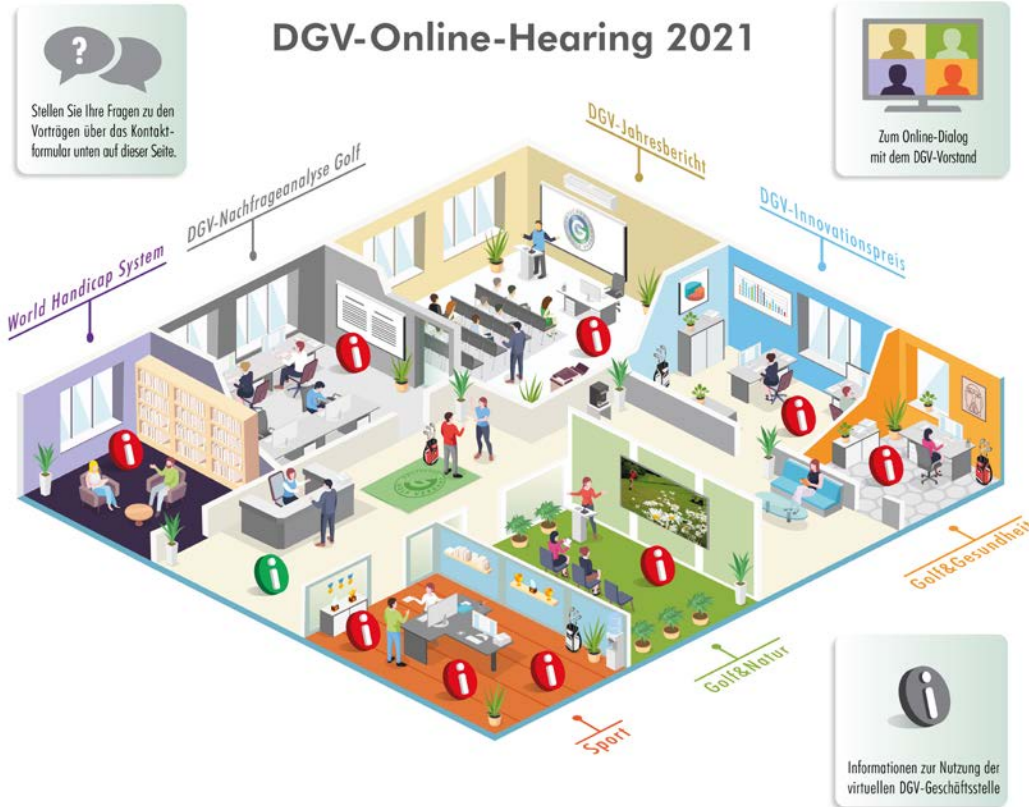 DGV-Online-Hearing 2021
Stellen Sie Ihre Fragen zu den
Vorträgen über das Kontakt-
formular unten auf dieser Seite.
Zum Online-Dialog
mit dem DGV-Vorstand
World Handicap System
DGV-Nachfrageanalyse Golf
DGV-Jahresbericht
DGV-Innovationspreis
Golf&Gesundheit
Golf&Natur
Sport
Informationen zur Nutzung der
virtuellen DGV-Geschäftsstelle